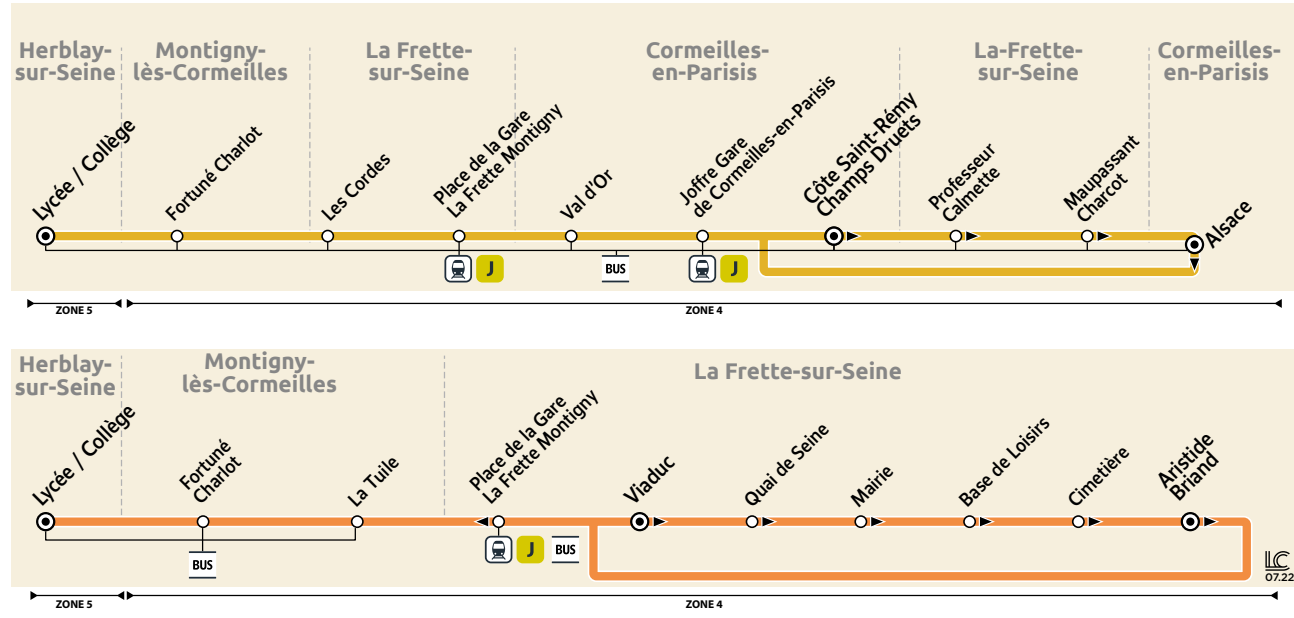 Herblay-
sur-Seine
Montigny-
lès-Cormeilles
La Frette-
sur-Seine
Cormeilles-
en-Parisis
La-Frette-
sur-Seine
Cormeilles-
en-Parisis
Lycée / Collège
Fortuné Charlot
Les Cordes
Place de la Gare
La Frette Montigny
Val d'Or
Joffre Gare
de Cormeilles-en-Parisis
Côte Saint-Rémy
Champs Druets
Professeur
Calmette
Maupassant
Charcot
Alsace
J
BUS
J
ZONE 5
ZONE 4
Herblay-
sur-Seine
Montigny-
lès-Cormeilles
La Frette-sur-Seine
Lycée / Collège
Fortuné
Charlot
La Tuile
Place de la Gare
La Frette Montigny
Viaduc
Quai de Seine
Mairie
Base de Loisirs
Cimetière
Aristide
Briand
BUS
J
BUS
LC
07.22
ZONE 5
ZONE 4